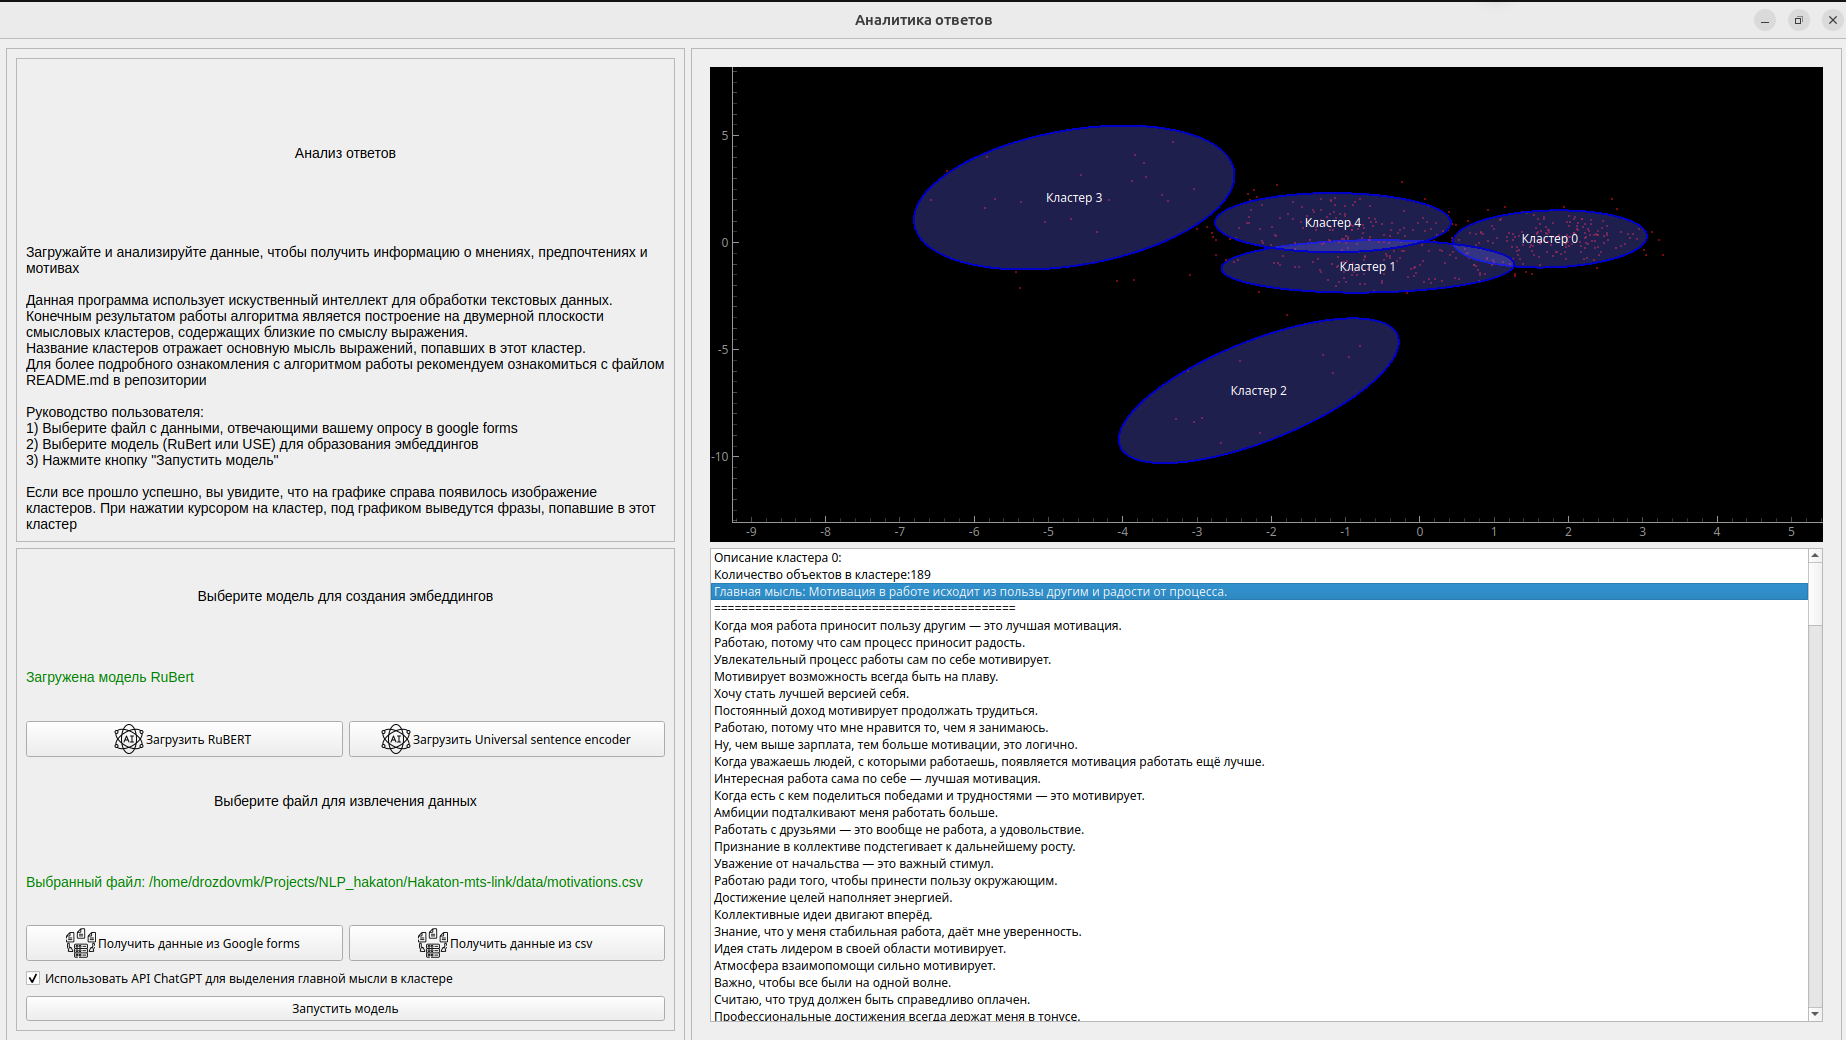 Аналитика ответов
Анализ ответов
Загружайте и анализируйте данные, чтобы получить информацию о мнениях, предпочтениях и
мотивах
Данная программа использует искуственный интеллект для обработки текстовых данных.
Конечным результатом работы алгоритма является построение на двумерной плоскости
смысловых кластеров, содержащих близкие по смыслу выражения.
Название кластеров отражает основную мысль выражений, попавших в этот кластер.
Для более подробного ознакомления с алгоритмом работы рекомендуем ознакомиться с файлом
README.md в репозитории
Руководство пользователя:
1) Выберите файл с данными, отвечающими вашему опросу в google forms
2) Выберите модель (RuBert или USE) для образования эмбеддингов
3) Нажмите кнопку "Запустить модель"
Если все прошло успешно, вы увидите, что на графике справа появилось изображение
кластеров. При нажатии курсором на кластер, под графиком выведутся фразы, попавшие в этот
кластер
Выберите модель для создания эмбеддингов
Загружена модель RuBert
AI Загрузить RuBERT
AI Загрузить Universal sentence encoder
Выберите файл для извлечения данных
Выбранный файл: /home/drozdovmk/Projects/NLP_hakaton/Hakaton-mts-link/data/motivations.csv
Получить данные из Google forms
Получить данные из csv
Использовать API ChatGPT для выделения главной мысли в кластере
Запустить модель
5
0
-5
-10
Кластер 3
Кластер 4
Кластер 0
Кластер 1
Кластер 2
-9 -8 -7 -6 -5 -4 -3 -2 -1 0 1 2 3 4 5
Описание кластера 0:
Количество объектов в кластере:189
Главная мысль: Мотивация в работе исходит из пользы другим и радости от процесса.
============================================
Когда моя работа приносит пользу другим — это лучшая мотивация.
Работаю, потому что сам процесс приносит радость.
Увлекательный процесс работы сам по себе мотивирует.
Мотивирует возможность всегда быть на плаву.
Хочу стать лучшей версией себя.
Постоянный доход мотивирует продолжать трудиться.
Работаю, потому что мне нравится то, чем я занимаюсь.
Ну, чем выше зарплата, тем больше мотивации, это логично.
Когда уважаешь людей, с которыми работаешь, появляется мотивация работать ещё лучше.
Интересная работа сама по себе — лучшая мотивация.
Когда есть с кем поделиться победами и трудностями — это мотивирует.
Амбиции подталкивают меня работать больше.
Работать с друзьями — это вообще не работа, а удовольствие.
Признание в коллективе подстегивает к дальнейшему росту.
Уважение от начальства — это важный стимул.
Работаю ради того, чтобы принести пользу окружающим.
Достижение целей наполняет энергией.
Коллективные идеи двигают вперёд.
Знание, что у меня стабильная работа, даёт мне уверенность.
Идея стать лидером в своей области мотивирует.
Атмосфера взаимопомощи сильно мотивирует.
Важно, чтобы все были на одной волне.
Считаю, что труд должен быть справедливо оплачен.
Профессиональные достижения всегда держат меня в тонусе.